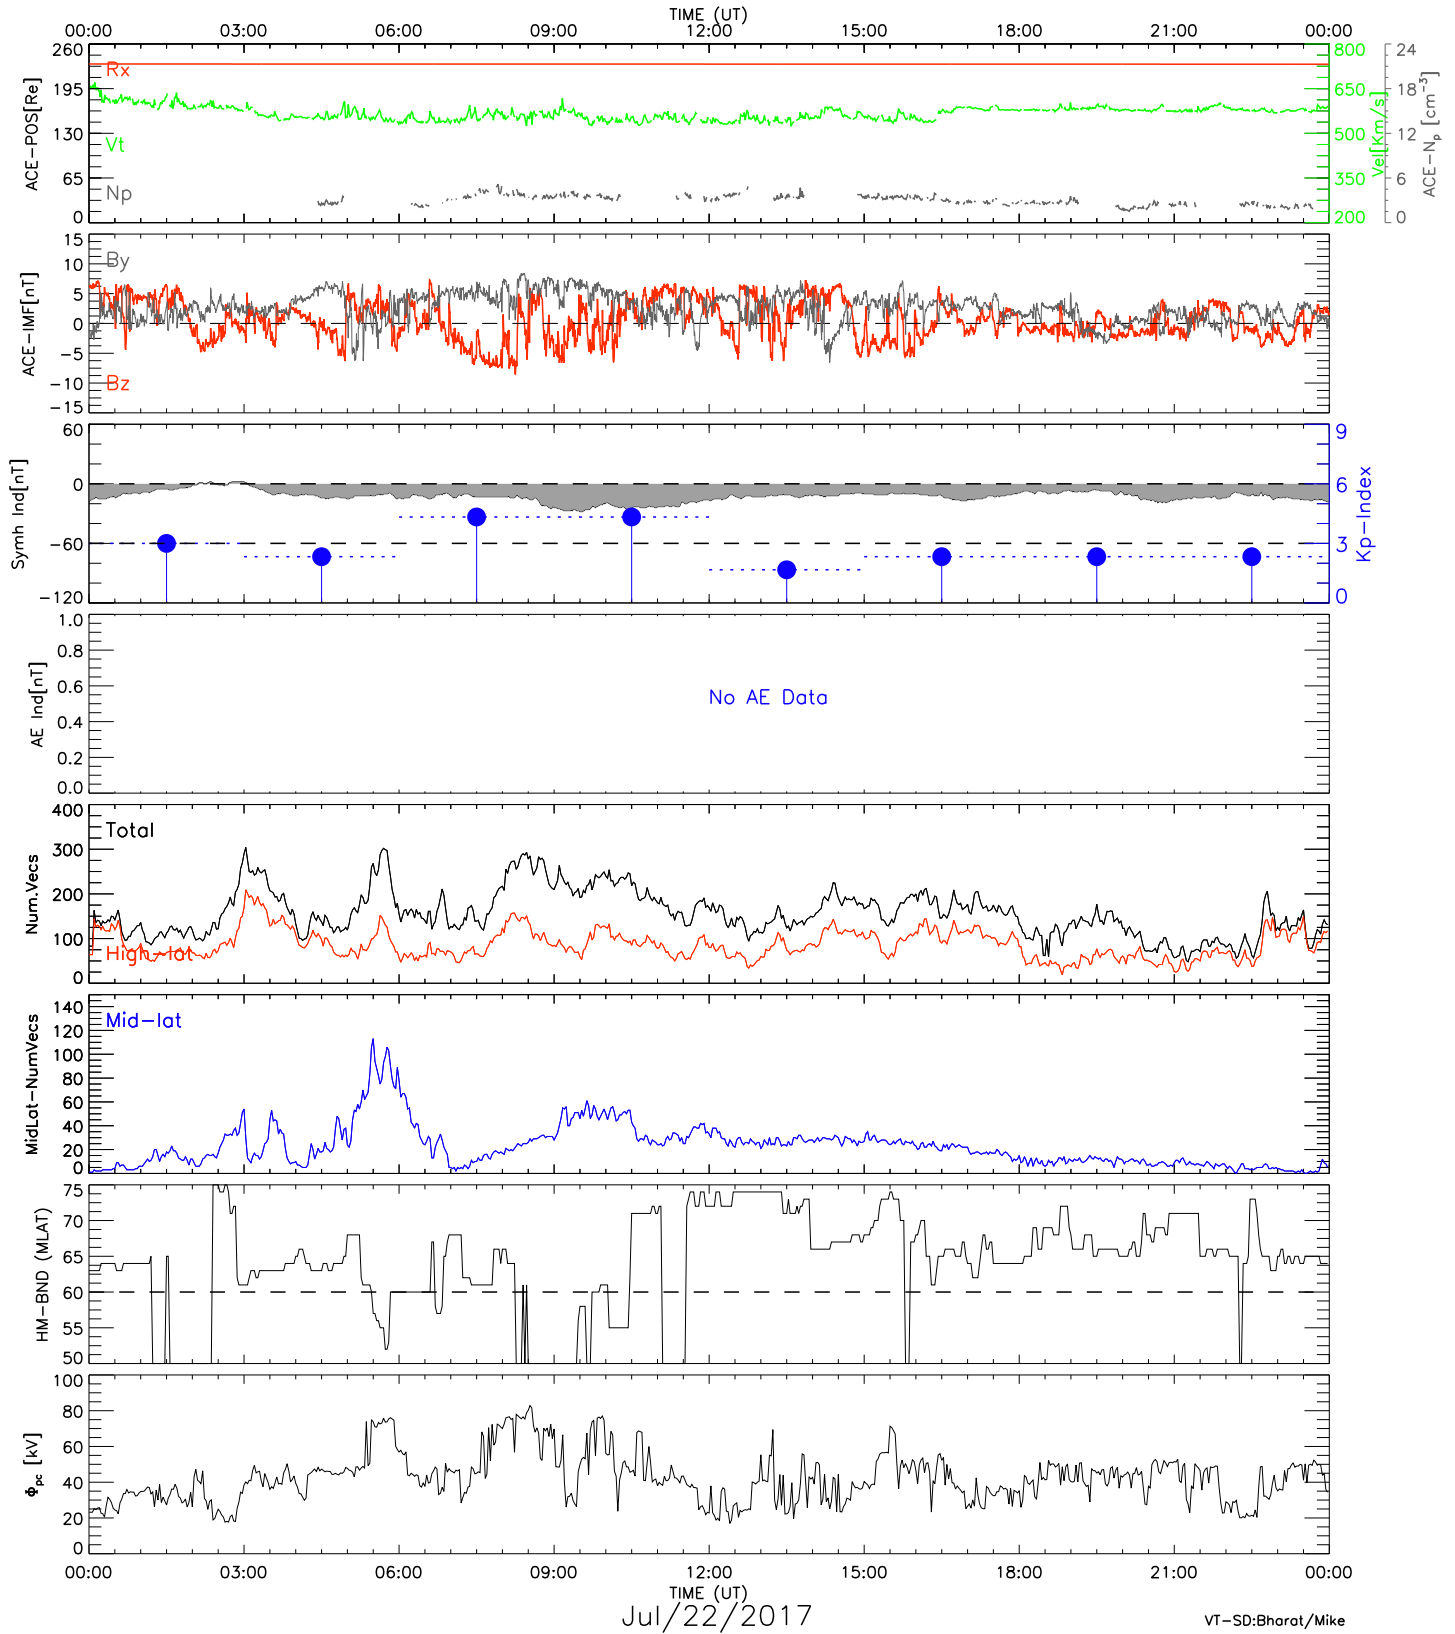 TIME (UT)
00:00 03:00 06:00 09:00 12:00 15:00 18:00 21:00 00:00
260 195 130 65 0
ACE-POS[Re]
Rx
Vt
Np
800 650 500 350 200
Vel[Km/s]
24 18 12 6 0
ACE-Np [cm-3]
15 10 5 0 -5 -10 -15
ACE-IMF[nT]
By
Bz
60 0 -60 -120
Symh Ind[nT]
9 6 3 0
Kp-Index
1.0 0.8 0.6 0.4 0.2 0.0
AE Ind[nT]
No AE Data
400 300 200 100 0
Num.Vecs
Total
High-lat
140 120 100 80 60 40 20 0
MidLat-NumVecs
Mid-lat
75 70 65 60 55 50
HM-BND (MLAT)
100 80 60 40 20 0
Φpc [kV]
00:00 03:00 06:00 09:00 12:00 15:00 18:00 21:00 00:00
TIME (UT)
Jul/22/2017
VT-SD:Bharat/Mike